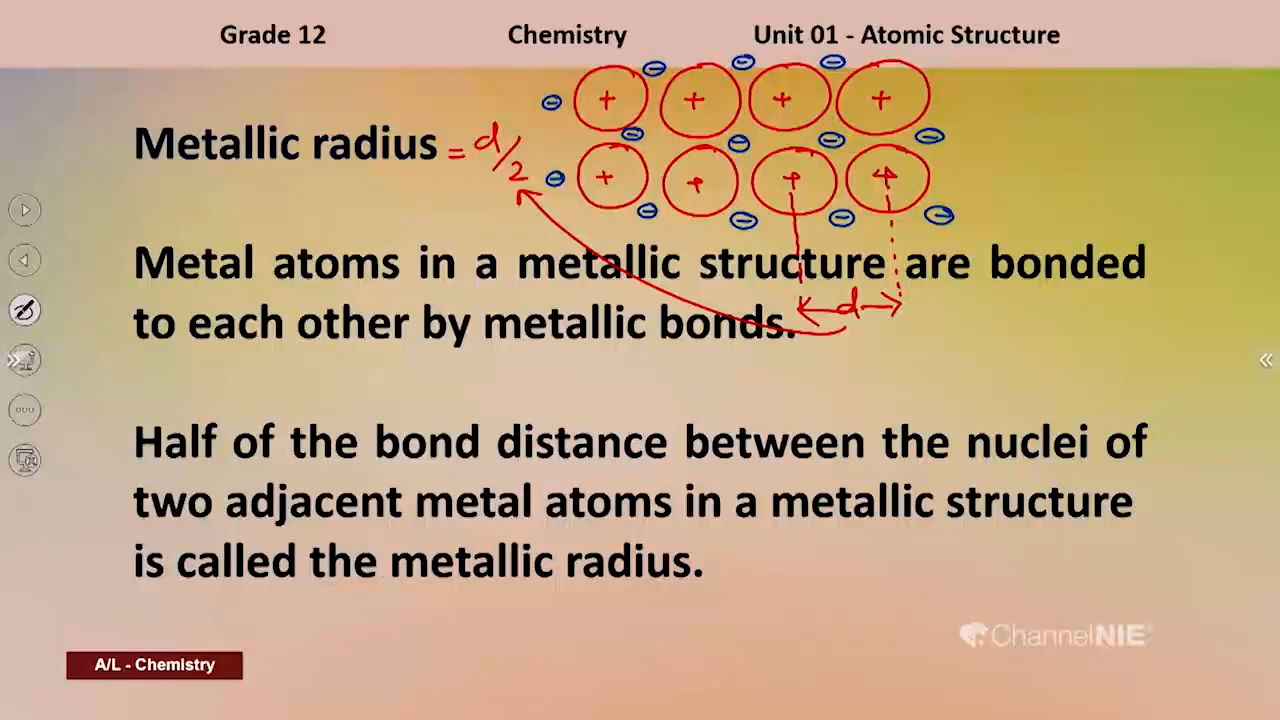 Grade 12 Chemistry Unit 01 - Atomic Structure
Metallic radius = d/2
+ + + +
+ + + +
Metal atoms in a metallic structure are bonded
to each other by metallic bonds.
d
Half of the bond distance between the nuclei of
two adjacent metal atoms in a metallic structure
is called the metallic radius.
ChannelNIE
A/L - Chemistry